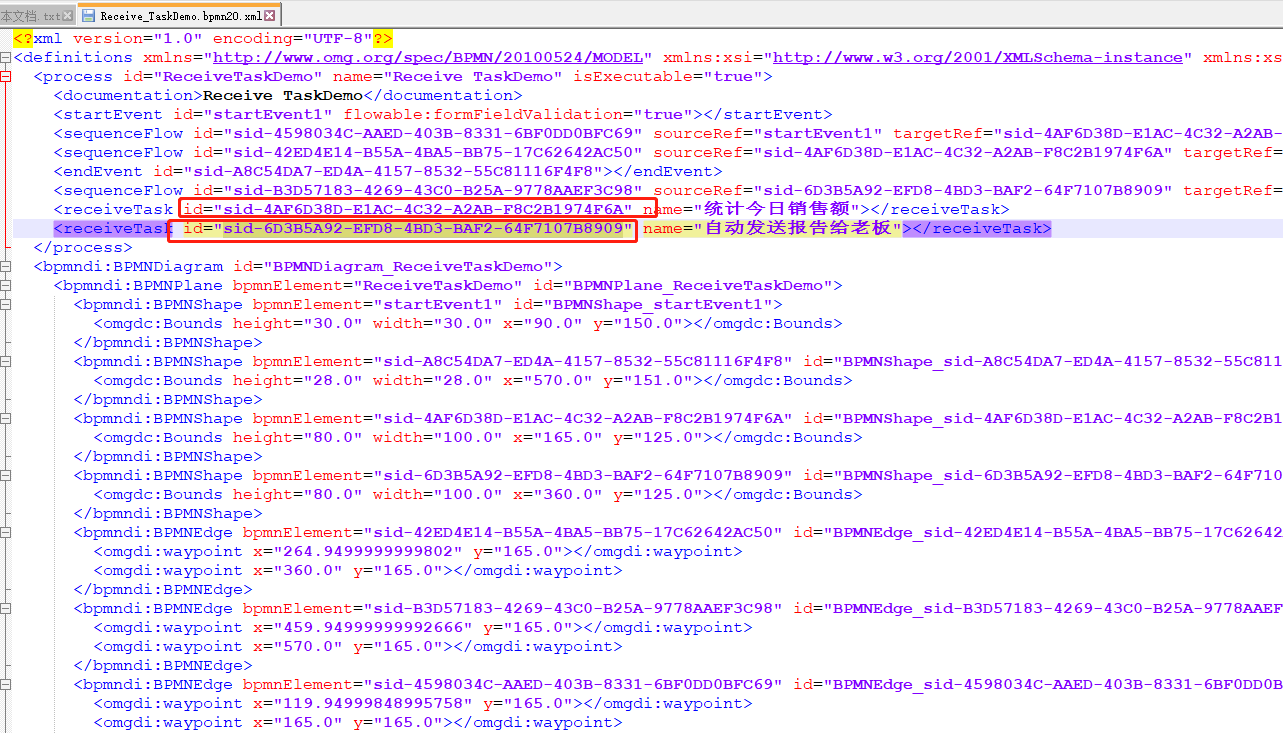 本文档.txt Receive_TaskDemo.bpmn20.xml
<?xml version="1.0" encoding="UTF-8"?>
<definitions xmlns="http://www.omg.org/spec/BPMN/20100524/MODEL" xmlns:xsi="http://www.w3.org/2001/XMLSchema-instance" xmlns:xs
<process id="ReceiveTaskDemo" name="Receive TaskDemo" isExecutable="true">
<documentation>Receive TaskDemo</documentation>
<startEvent id="startEvent1" flowable:formFieldValidation="true"></startEvent>
<sequenceFlow id="sid-4598034C-AAED-403B-8331-6BF0DD0BFC69" sourceRef="startEvent1" targetRef="sid-4AF6D38D-E1AC-4C32-A2AB-
<sequenceFlow id="sid-42ED4E14-B55A-4BA5-BB75-17C62642AC50" sourceRef="sid-4AF6D38D-E1AC-4C32-A2AB-F8C2B1974F6A" targetRef=
<endEvent id="sid-A8C54DA7-ED4A-4157-8532-55C81116F4F8"></endEvent>
<sequenceFlow id="sid-B3D57183-4269-43C0-B25A-9778AAEF3C98" sourceRef="sid-6D3B5A92-EFD8-4BD3-BAF2-64F7107B8909" targetRef=
<receiveTask id="sid-4AF6D38D-E1AC-4C32-A2AB-F8C2B1974F6A" name="统计今日销售额"></receiveTask>
<receiveTask id="sid-6D3B5A92-EFD8-4BD3-BAF2-64F7107B8909" name="自动发送报告给老板"></receiveTask>
</process>
<bpmndi:BPMNDiagram id="BPMNDiagram_ReceiveTaskDemo">
<bpmndi:BPMNPlane bpmnElement="ReceiveTaskDemo" id="BPMNPlane_ReceiveTaskDemo">
<bpmndi:BPMNShape bpmnElement="startEvent1" id="BPMNShape_startEvent1">
<omgdc:Bounds height="30.0" width="30.0" x="90.0" y="150.0"></omgdc:Bounds>
</bpmndi:BPMNShape>
<bpmndi:BPMNShape bpmnElement="sid-A8C54DA7-ED4A-4157-8532-55C81116F4F8" id="BPMNShape_sid-A8C54DA7-ED4A-4157-8532-55C811
<omgdc:Bounds height="28.0" width="28.0" x="570.0" y="151.0"></omgdc:Bounds>
</bpmndi:BPMNShape>
<bpmndi:BPMNShape bpmnElement="sid-4AF6D38D-E1AC-4C32-A2AB-F8C2B1974F6A" id="BPMNShape_sid-4AF6D38D-E1AC-4C32-A2AB-F8C2B1
<omgdc:Bounds height="80.0" width="100.0" x="165.0" y="125.0"></omgdc:Bounds>
</bpmndi:BPMNShape>
<bpmndi:BPMNShape bpmnElement="sid-6D3B5A92-EFD8-4BD3-BAF2-64F7107B8909" id="BPMNShape_sid-6D3B5A92-EFD8-4BD3-BAF2-64F710
<omgdc:Bounds height="80.0" width="100.0" x="360.0" y="125.0"></omgdc:Bounds>
</bpmndi:BPMNShape>
<bpmndi:BPMNEdge bpmnElement="sid-42ED4E14-B55A-4BA5-BB75-17C62642AC50" id="BPMNEdge_sid-42ED4E14-B55A-4BA5-BB75-17C62642
<omgdi:waypoint x="264.9499999999802" y="165.0"></omgdi:waypoint>
<omgdi:waypoint x="360.0" y="165.0"></omgdi:waypoint>
</bpmndi:BPMNEdge>
<bpmndi:BPMNEdge bpmnElement="sid-B3D57183-4269-43C0-B25A-9778AAEF3C98" id="BPMNEdge_sid-B3D57183-4269-43C0-B25A-9778AAEF
<omgdi:waypoint x="459.94999999992666" y="165.0"></omgdi:waypoint>
<omgdi:waypoint x="570.0" y="165.0"></omgdi:waypoint>
</bpmndi:BPMNEdge>
<bpmndi:BPMNEdge bpmnElement="sid-4598034C-AAED-403B-8331-6BF0DD0BFC69" id="BPMNEdge_sid-4598034C-AAED-403B-8331-6BF0DD0B
<omgdi:waypoint x="119.94999848995758" y="165.0"></omgdi:waypoint>
<omgdi:waypoint x="165.0" y="165.0"></omgdi:waypoint>